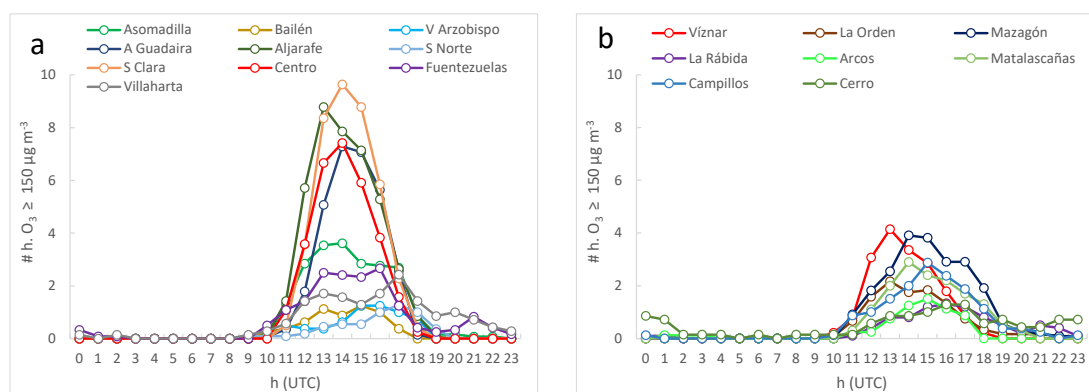 a
Asomadilla Bailén V Arzobispo
A Guadaira Aljarafe S Norte
S Clara Centro Fuentezuelas
Villaharta
# h. O₃ ≥ 150 µg m⁻³
10
8
6
4
2
0
0 1 2 3 4 5 6 7 8 9 10 11 12 13 14 15 16 17 18 19 20 21 22 23
h (UTC)
b
Víznar La Orden Mazagón
La Rábida Arcos Matalascañas
Campillos Cerro
# h. O₃ ≥ 150 µg m⁻³
10
8
6
4
2
0
0 1 2 3 4 5 6 7 8 9 10 11 12 13 14 15 16 17 18 19 20 21 22 23
h (UTC)